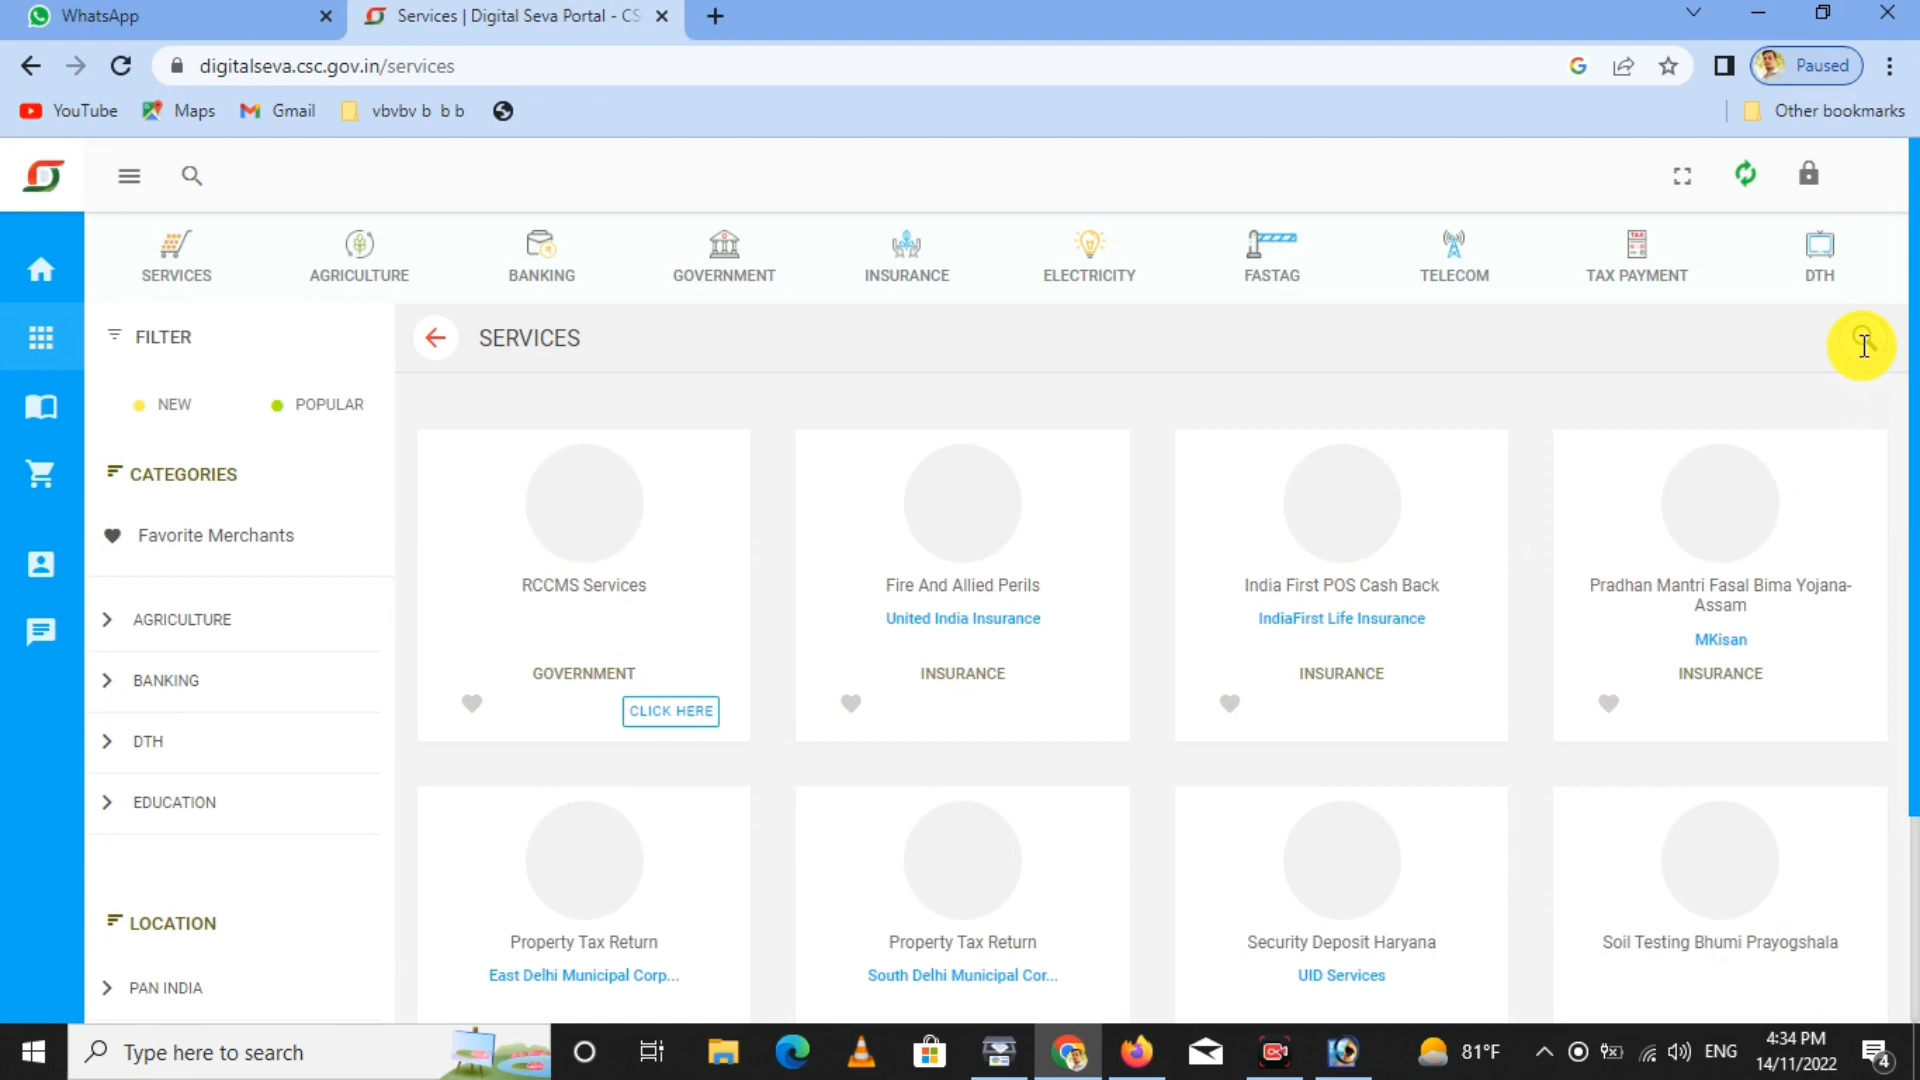 WhatsApp
Services | Digital Seva Portal - CS
digitalseva.csc.gov.in/services
Paused
YouTube
Maps
Gmail
vbvbv b b b
Other bookmarks
SERVICES
AGRICULTURE
BANKING
GOVERNMENT
INSURANCE
ELECTRICITY
FASTAG
TELECOM
TAX
TAX PAYMENT
DTH
FILTER
NEW
POPULAR
CATEGORIES
Favorite Merchants
AGRICULTURE
BANKING
DTH
EDUCATION
LOCATION
PAN INDIA
SERVICES
RCCMS Services
GOVERNMENT
CLICK HERE
Fire And Allied Perils
United India Insurance
INSURANCE
India First POS Cash Back
IndiaFirst Life Insurance
INSURANCE
Pradhan Mantri Fasal Bima Yojana-
Assam
MKisan
INSURANCE
Property Tax Return
East Delhi Municipal Corp...
Property Tax Return
South Delhi Municipal Cor...
Security Deposit Haryana
UID Services
Soil Testing Bhumi Prayogshala
Type here to search
81°F
ENG
4:34 PM
14/11/2022
4